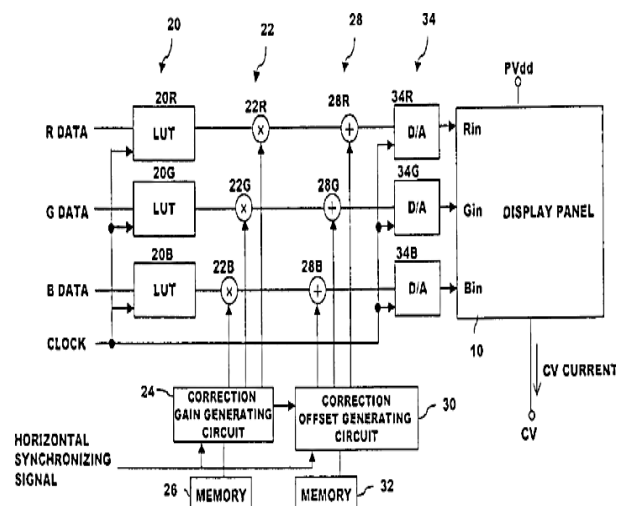 20
22
28
34
PVdd
20R
22R
28R
34R
R DATA
LUT
×
+
D/A
Rin
20G
22G
28G
34G
G DATA
LUT
×
+
D/A
Gin
DISPLAY PANEL
20B
22B
28B
34B
B DATA
LUT
×
+
D/A
Bin
CLOCK
10
CV CURRENT
24
CORRECTION
GAIN GENERATING
CIRCUIT
CORRECTION
OFFSET GENERATING
CIRCUIT
30
CV
HORIZONTAL
SYNCHRONIZING
SIGNAL
26
MEMORY
MEMORY
32